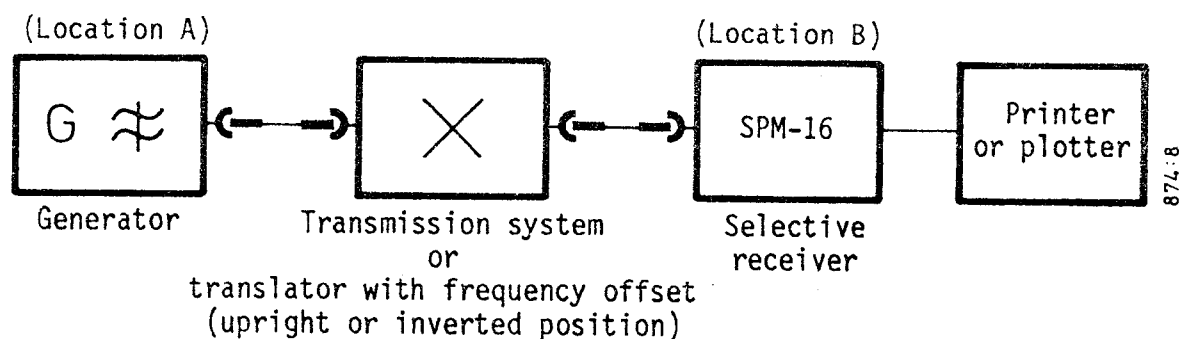 (Location A)
(Location B)
G
SPM-16
Printer
or plotter
Generator
Transmission system
or
translator with frequency offset
(upright or inverted position)
Selective
receiver
874:8